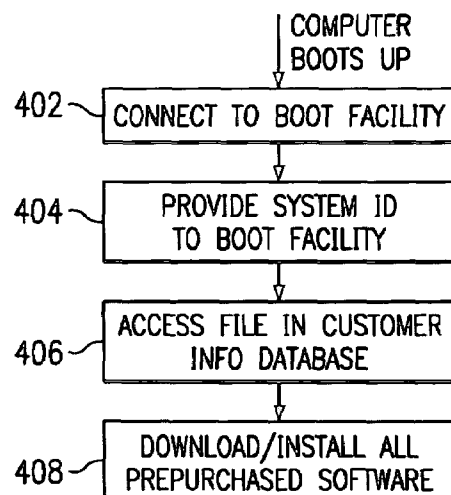 COMPUTER
BOOTS UP
402
CONNECT TO BOOT FACILITY
404
PROVIDE SYSTEM ID
TO BOOT FACILITY
406
ACCESS FILE IN CUSTOMER
INFO DATABASE
408
DOWNLOAD/INSTALL ALL
PREPURCHASED SOFTWARE